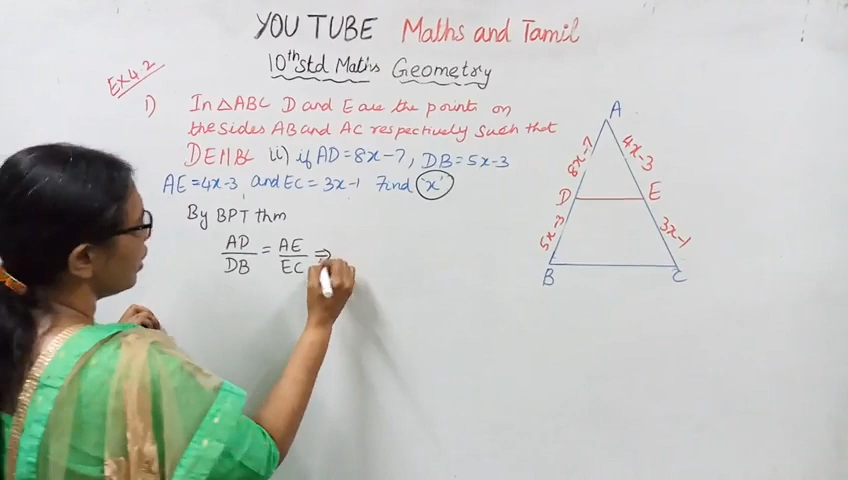 YOU TUBE Maths and Tamil
10th std Maths Geometry
Ex 4.2
1) In △ABC D and E are the points on
the sides AB and AC respectively such that
DE||BC ii) if AD=8x-7, DB=5x-3
AE=4x-3 and EC=3x-1 Find 'x'
By BPT thm
AD/DB = AE/EC ⇒
A
8x-7
4x-3
D
E
5x-3
3x-1
B
C